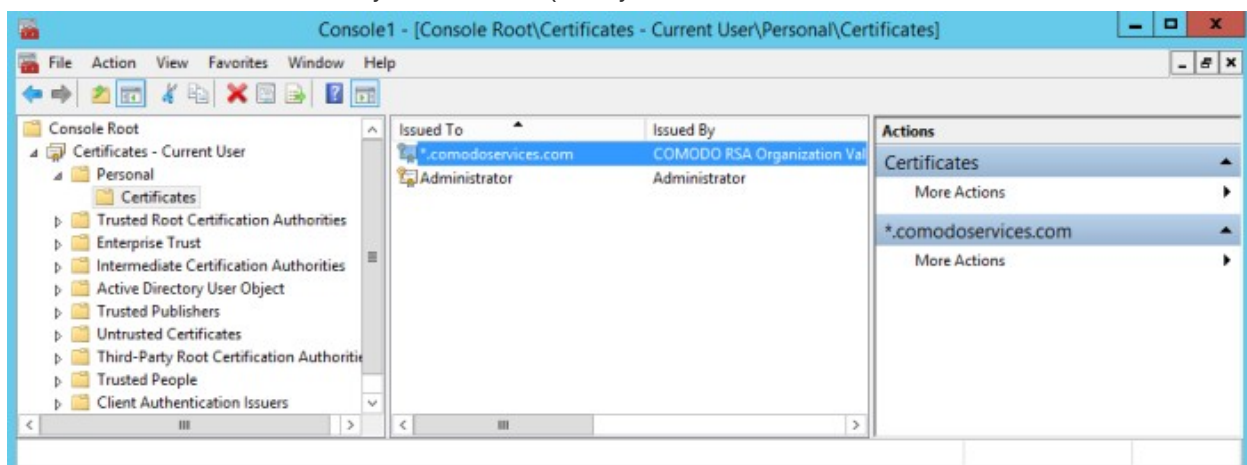 Console1 - [Console Root\Certificates - Current User\Personal\Certificates]
File Action View Favorites Window Help
Console Root
Certificates - Current User
Personal
Certificates
Trusted Root Certification Authorities
Enterprise Trust
Intermediate Certification Authorities
Active Directory User Object
Trusted Publishers
Untrusted Certificates
Third-Party Root Certification Authoritie
Trusted People
Client Authentication Issuers
Issued To Issued By
*.comodoservices.com COMODO RSA Organization Val
Administrator Administrator
Actions
Certificates
More Actions
*.comodoservices.com
More Actions